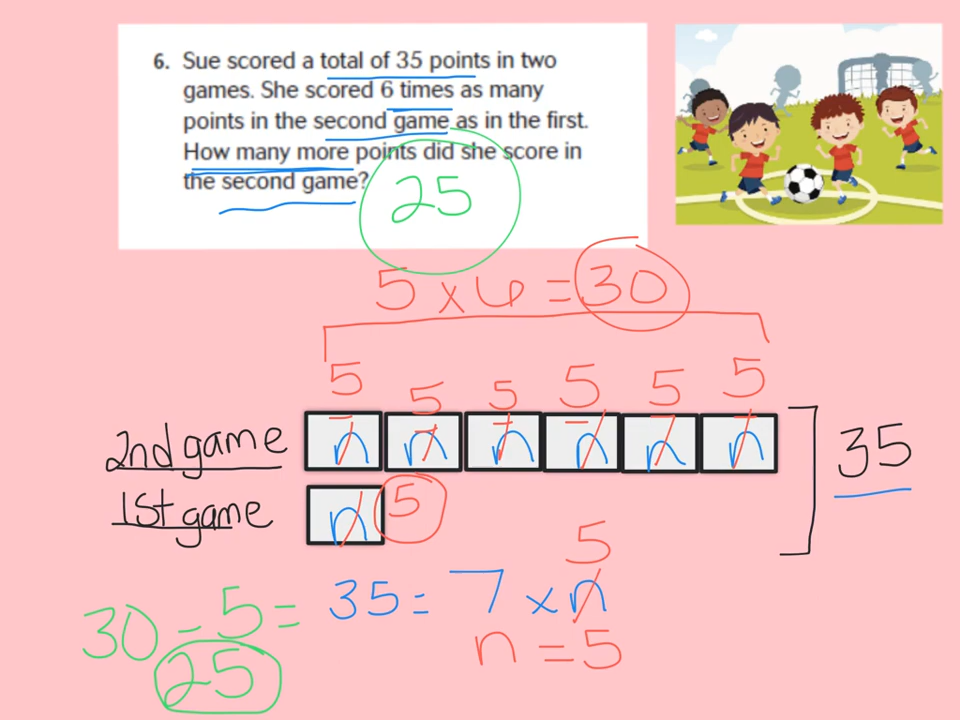 6. Sue scored a total of 35 points in two
games. She scored 6 times as many
points in the second game as in the first.
How many more points did she score in
the second game?
25
5 x 6 = 30
5 5 5 5 5 5
2nd game n n n n n n
35
1st game n 5
5
30 - 5 = 35 = 7 x n
25 n = 5